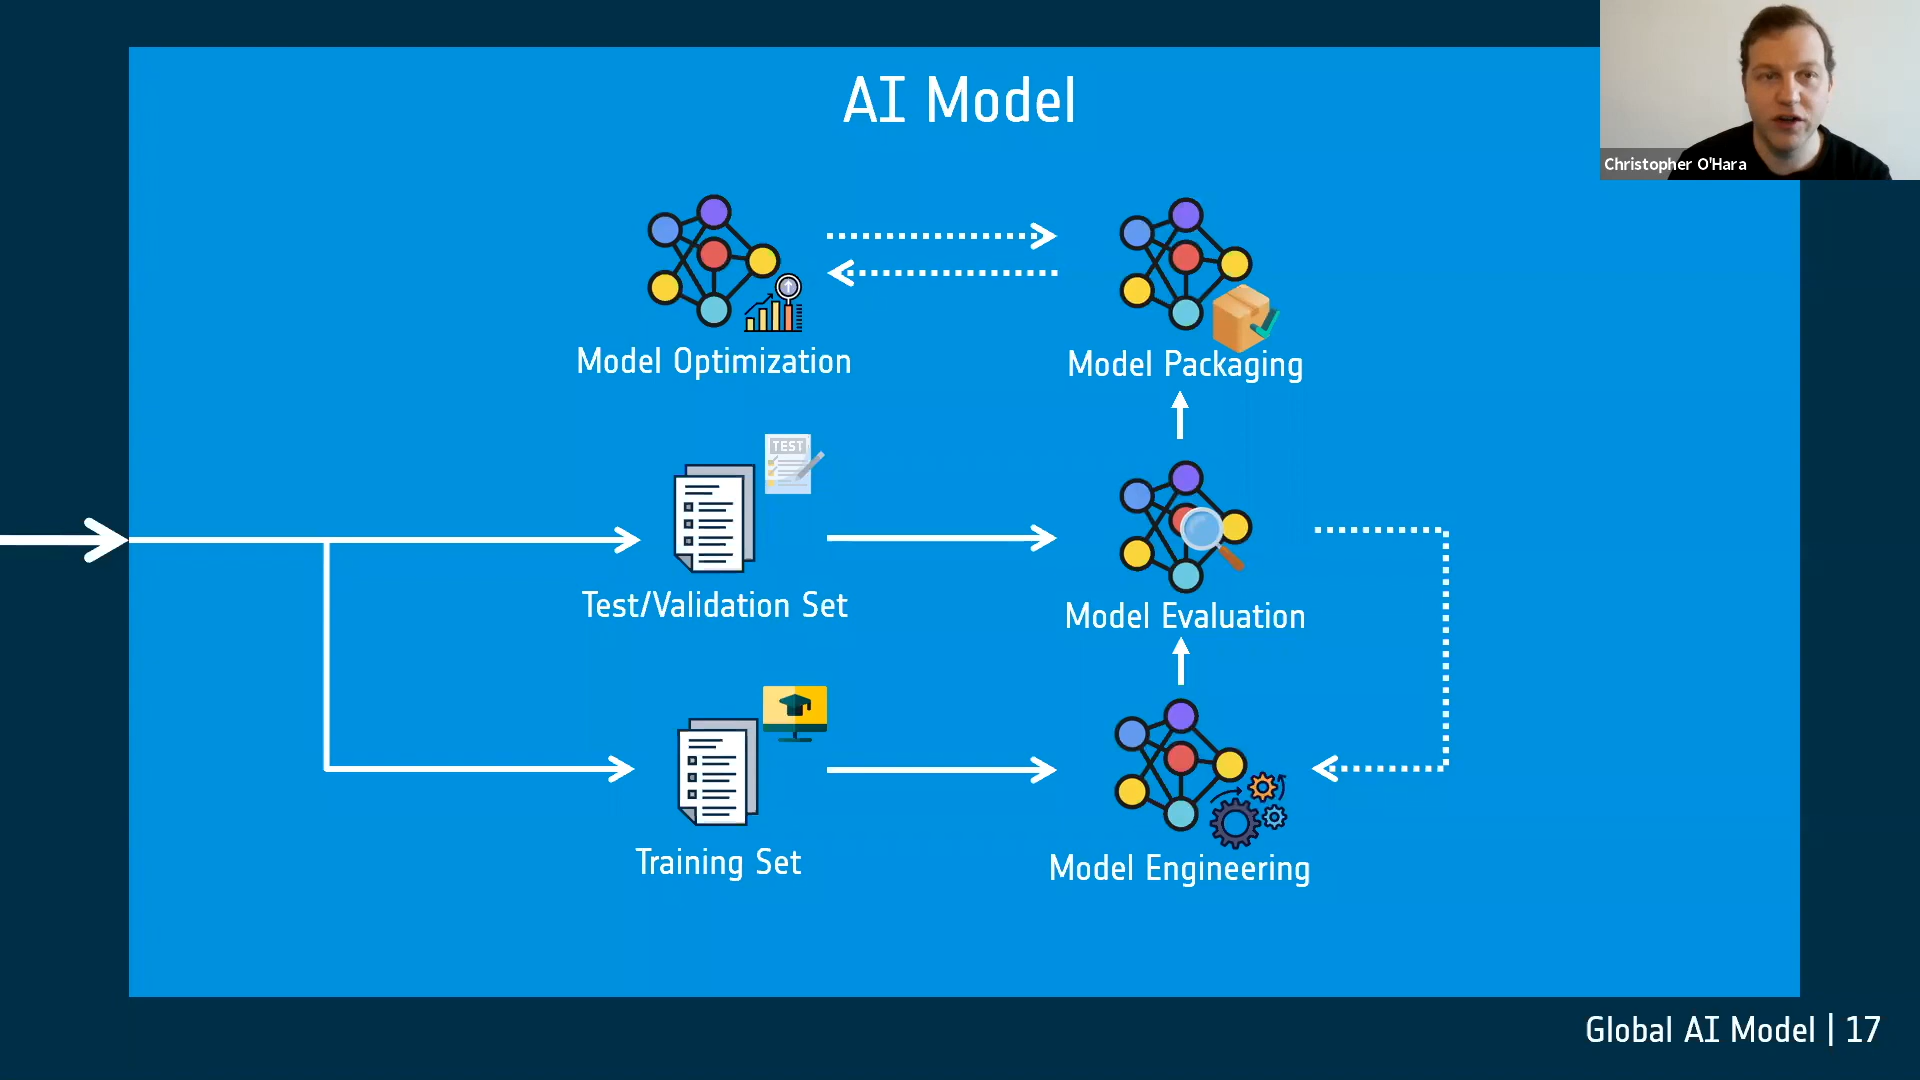 AI Model
Christopher O'Hara
Model Optimization
Model Packaging
TEST
Test/Validation Set
Model Evaluation
Training Set
Model Engineering
Global AI Model | 17